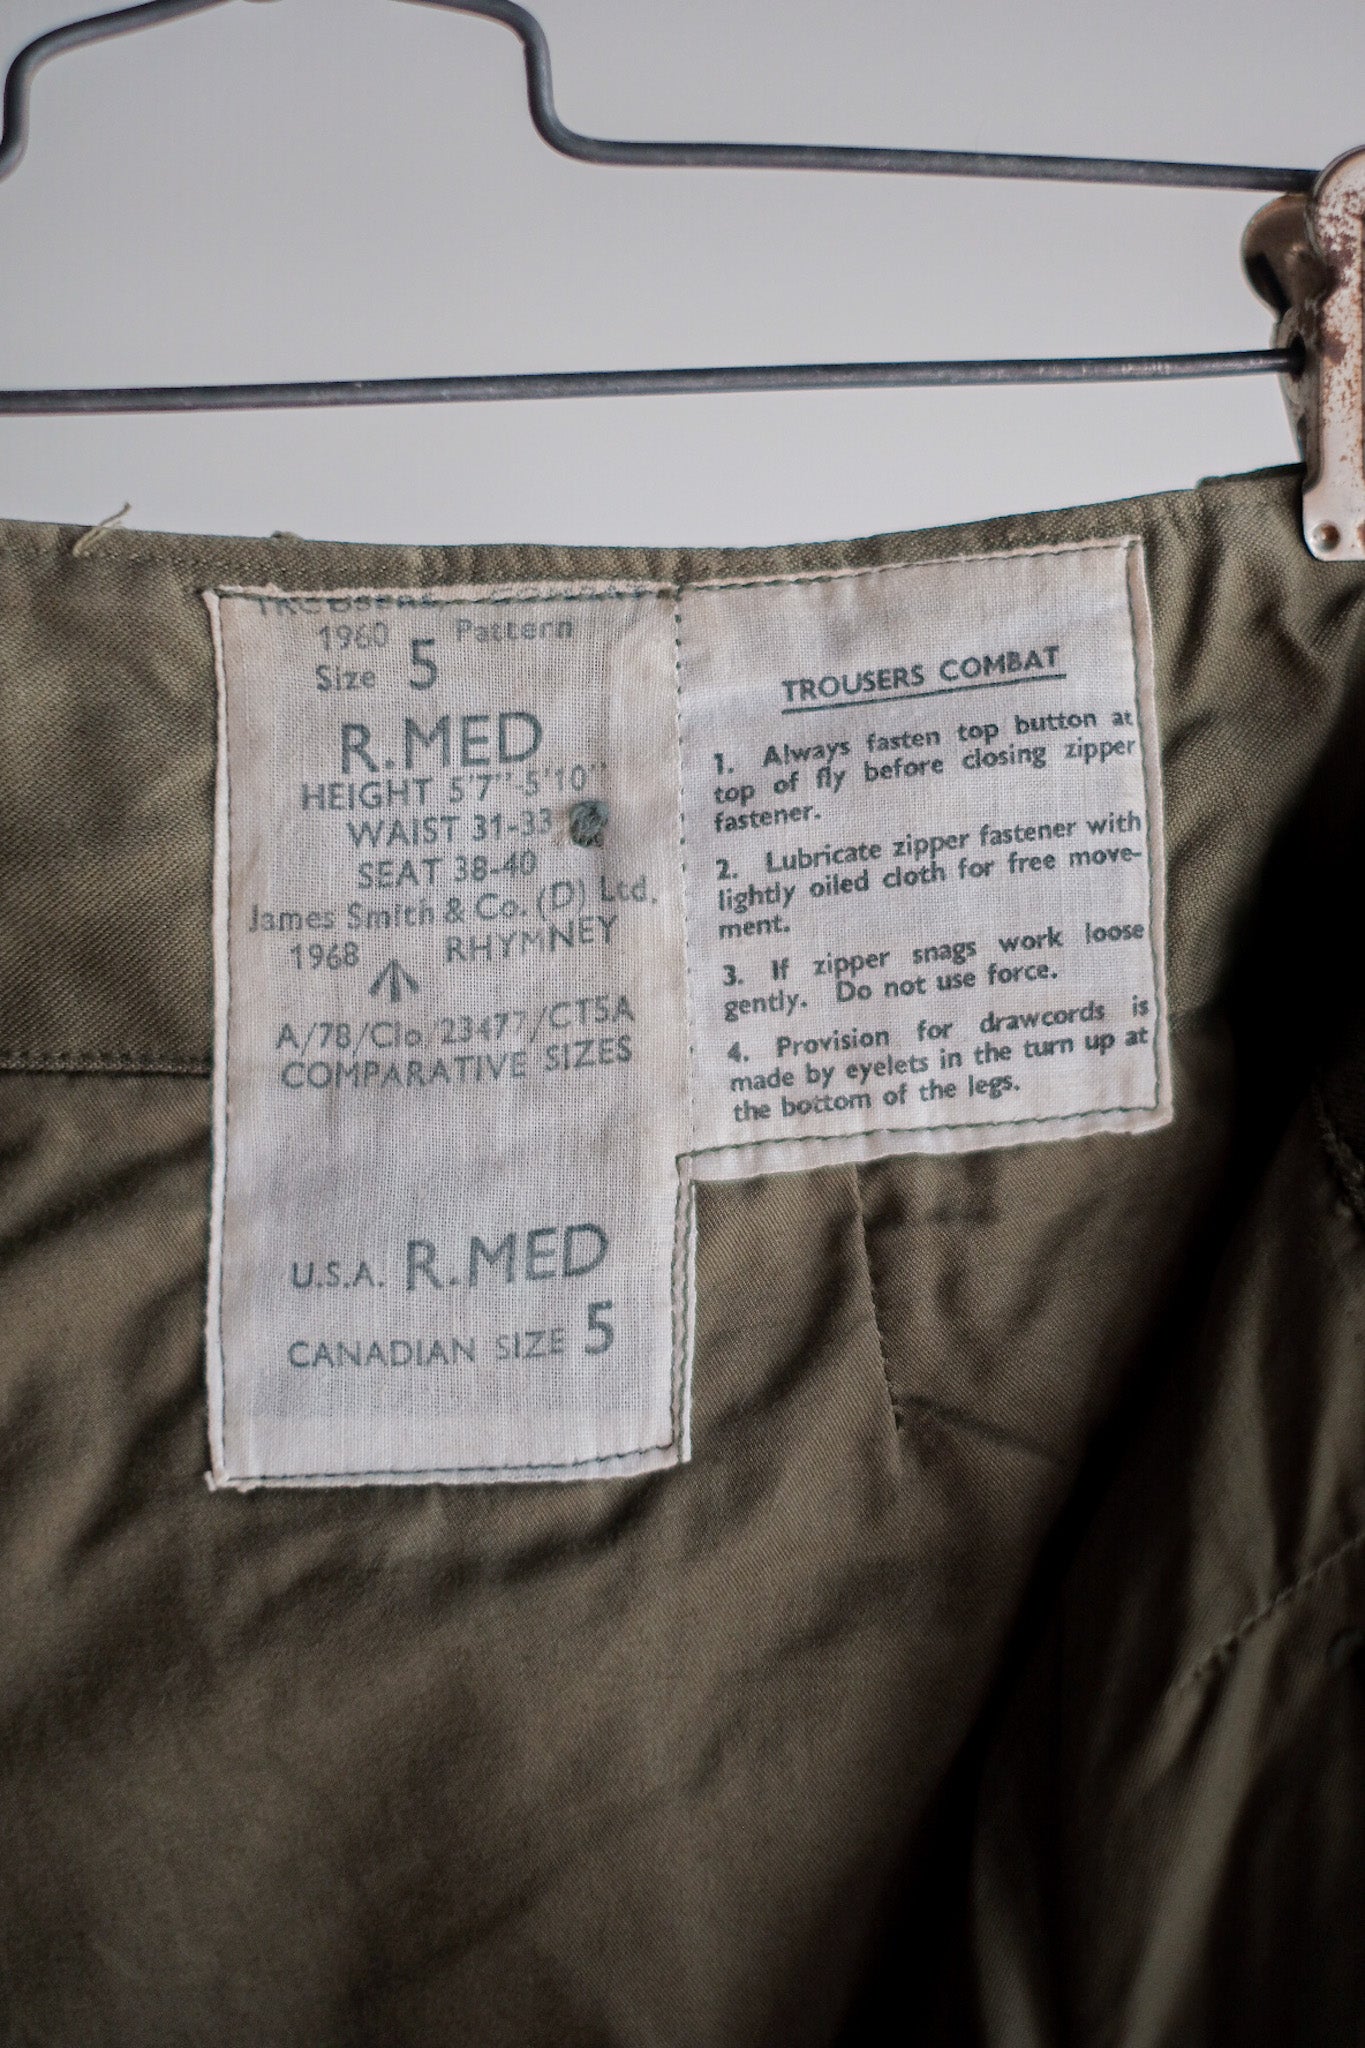 TROUSERS COMBAT
1960 Pattern
Size 5
R.MED
HEIGHT 5'7"-5'10"
WAIST 31-33
SEAT 38-40
James Smith & Co. (D) Ltd.
1968 RHYMNEY
A/78/Clo/23477/CT5A
COMPARATIVE SIZES
U.S.A. R.MED
CANADIAN SIZE 5
TROUSERS COMBAT
1. Always fasten top button at
top of fly before closing zipper
fastener.
2. Lubricate zipper fastener with
lightly oiled cloth for free move-
ment.
3. If zipper snags work loose
gently. Do not use force.
4. Provision for drawcords is
made by eyelets in the turn up at
the bottom of the legs.